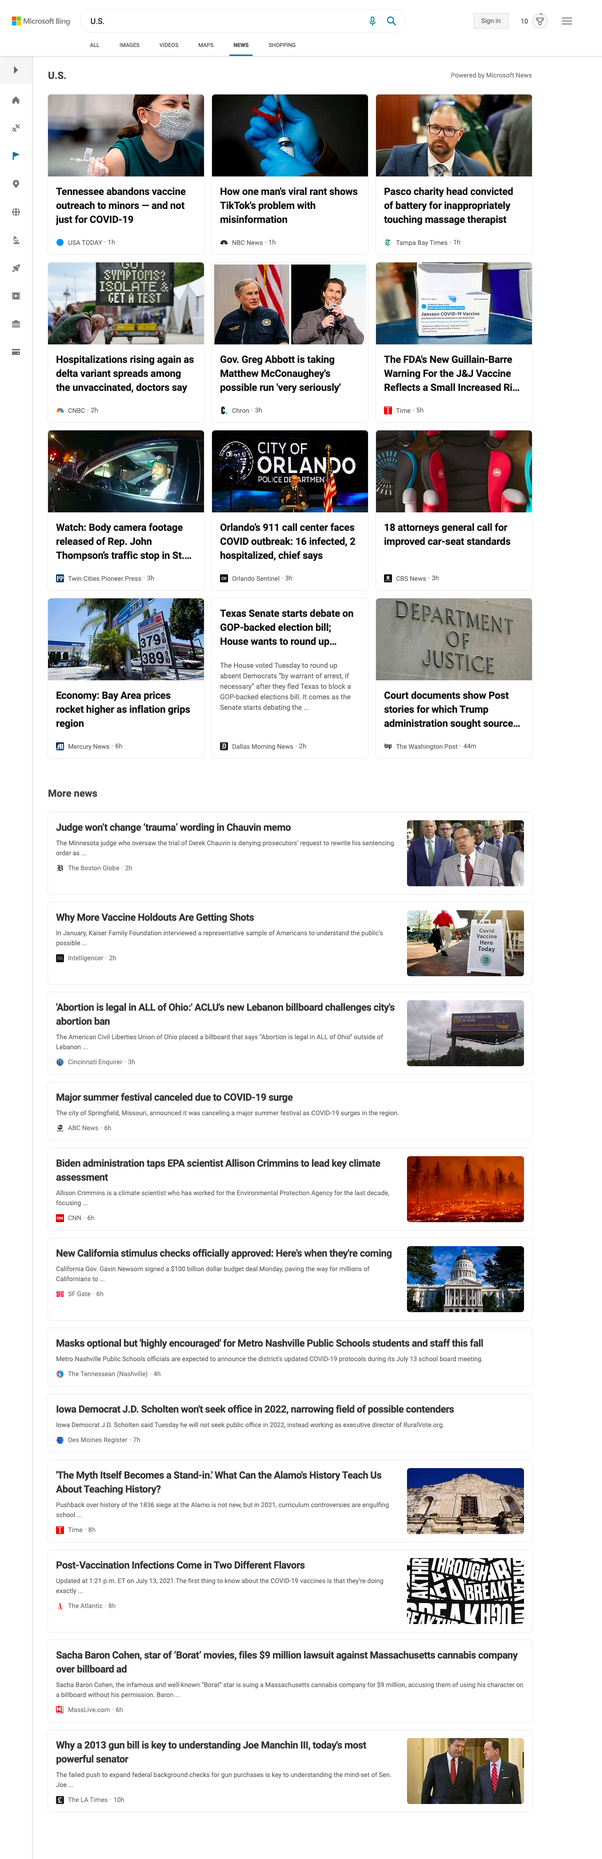 Microsoft Bing
U.S.
Sign in
10
ALL
IMAGES
VIDEOS
MAPS
NEWS
SHOPPING
U.S.
Powered by Microsoft News
Tennessee abandons vaccine
outreach to minors — and not
just for COVID-19
USA TODAY · 1h
How one man's viral rant shows
TikTok's problem with
misinformation
NBC News · 1h
Pasco charity head convicted
of battery for inappropriately
touching massage therapist
Tampa Bay Times · 1h
GOT
SYMPTOMS?
ISOLATE &
GET A TEST
Hospitalizations rising again as
delta variant spreads among
the unvaccinated, doctors say
CNBC · 2h
Gov. Greg Abbott is taking
Matthew McConaughey's
possible run 'very seriously'
Chron · 3h
Janssen COVID-19 Vaccine
The FDA's New Guillain-Barre
Warning For the J&J Vaccine
Reflects a Small Increased Ri...
Time · 5h
Watch: Body camera footage
released of Rep. John
Thompson's traffic stop in St....
Twin Cities Pioneer Press · 3h
CITY OF
ORLANDO
POLICE DEPARTMEN
Orlando's 911 call center faces
COVID outbreak: 16 infected, 2
hospitalized, chief says
Orlando Sentinel · 3h
18 attorneys general call for
improved car-seat standards
CBS News · 3h
379
389
Economy: Bay Area prices
rocket higher as inflation grips
region
Mercury News · 6h
Texas Senate starts debate on
GOP-backed election bill;
House wants to round up...
The House voted Tuesday to round up
absent Democrats "by warrant of arrest, if
necessary" after they fled Texas to block a
GOP-backed elections bill. It comes as the
Senate starts debating the ...
Dallas Morning News · 2h
DEPARTMENT
OF
JUSTICE
Court documents show Post
stories for which Trump
administration sought source...
The Washington Post · 44m
More news
Judge won't change 'trauma' wording in Chauvin memo
The Minnesota judge who oversaw the trial of Derek Chauvin is denying prosecutors' request to rewrite his sentencing
order as ...
The Boston Globe · 2h
Why More Vaccine Holdouts Are Getting Shots
In January, Kaiser Family Foundation interviewed a representative sample of Americans to understand the public's
possible ...
Intelligencer · 2h
Covid
Vaccine
Here
Today
'Abortion is legal in ALL of Ohio:' ACLU's new Lebanon billboard challenges city's
abortion ban
The American Civil Liberties Union of Ohio placed a billboard that says "Abortion is legal in ALL of Ohio" outside of
Lebanon ...
Cincinnati Enquirer · 3h
Major summer festival canceled due to COVID-19 surge
The city of Springfield, Missouri, announced it was canceling a major summer festival as COVID-19 surges in the region.
ABC News · 6h
Biden administration taps EPA scientist Allison Crimmins to lead key climate
assessment
Allison Crimmins is a climate scientist who has worked for the Environmental Protection Agency for the last decade,
focusing ...
CNN · 6h
New California stimulus checks officially approved: Here's when they're coming
California Gov. Gavin Newsom signed a $100 billion dollar budget deal Monday, paving the way for millions of
Californians to ...
SF Gate · 6h
Masks optional but 'highly encouraged' for Metro Nashville Public Schools students and staff this fall
Metro Nashville Public Schools officials are expected to announce the district's updated COVID-19 protocols during its July 13 school board meeting.
The Tennessean (Nashville) · 4h
Iowa Democrat J.D. Scholten won't seek office in 2022, narrowing field of possible contenders
Iowa Democrat J.D. Scholten said Tuesday he will not seek public office in 2022, instead working as executive director of RuralVote.org.
Des Moines Register · 7h
'The Myth Itself Becomes a Stand-in.' What Can the Alamo's History Teach Us
About Teaching History?
Pushback over history of the 1836 siege at the Alamo is not new, but in 2021, curriculum controversies are engulfing
school ...
Time · 8h
Post-Vaccination Infections Come in Two Different Flavors
Updated at 1:21 p.m. ET on July 13, 2021.The first thing to know about the COVID-19 vaccines is that they're doing
exactly ...
The Atlantic · 8h
Sacha Baron Cohen, star of 'Borat' movies, files $9 million lawsuit against Massachusetts cannabis company
over billboard ad
Sacha Baron Cohen, the infamous and well-known "Borat" star is suing a Massachusetts cannabis company for $9 million, accusing them of using his character on
a billboard without his permission. Baron ...
MassLive.com · 6h
Why a 2013 gun bill is key to understanding Joe Manchin III, today's most
powerful senator
The failed push to expand federal background checks for gun purchases is key to understanding the mind-set of Sen.
Joe ...
The LA Times · 10h